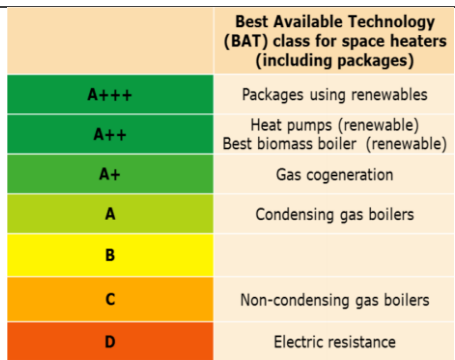 Best Available Technology
(BAT) class for space heaters
(including packages)
A+++ Packages using renewables
A++ Heat pumps (renewable)
Best biomass boiler (renewable)
A+ Gas cogeneration
A Condensing gas boilers
B
C Non-condensing gas boilers
D Electric resistance